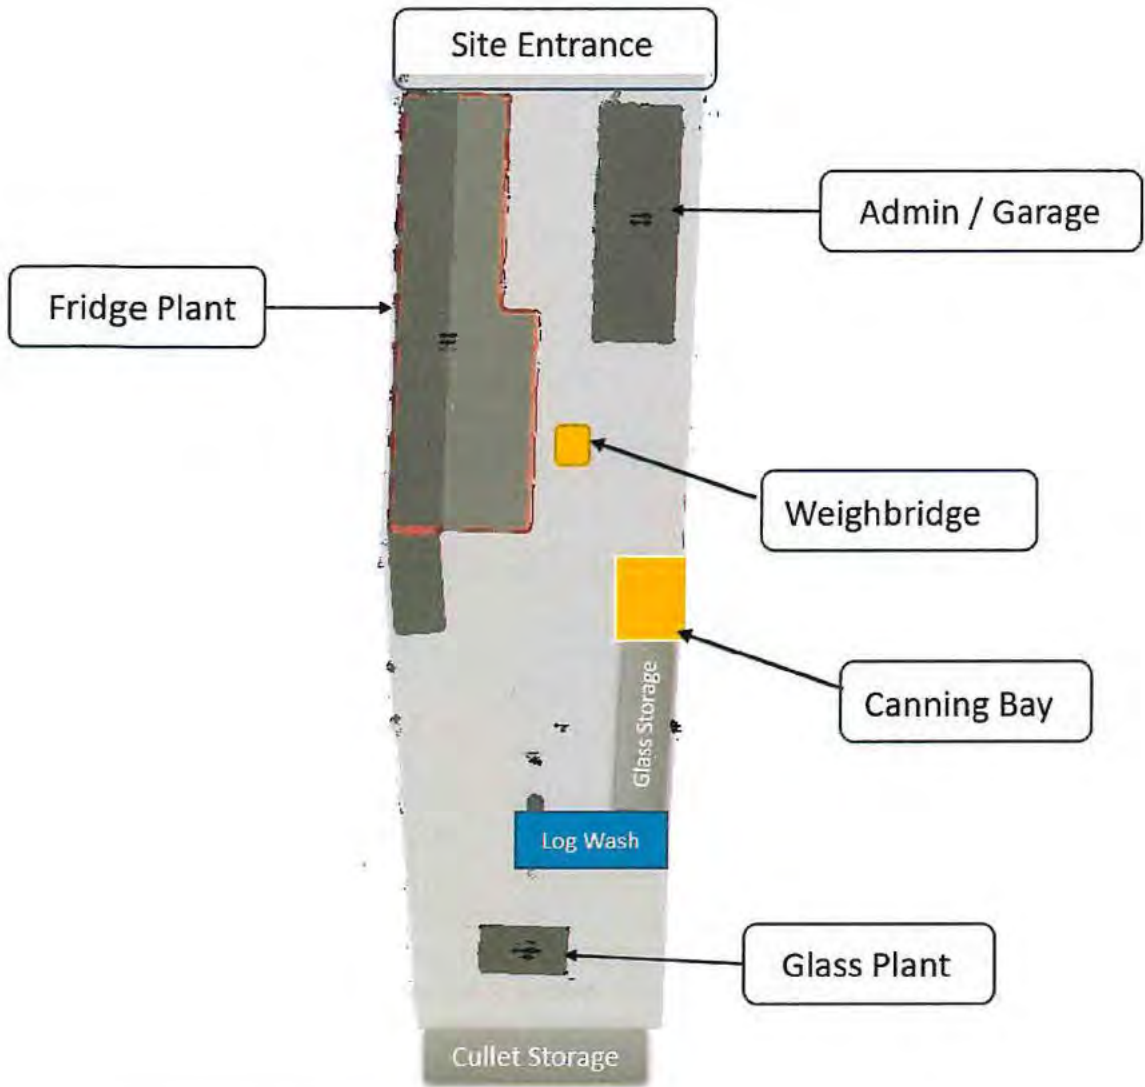 Site Entrance
Admin / Garage
Fridge Plant
Weighbridge
Canning Bay
Glass Storage
Log Wash
Glass Plant
Cullet Storage